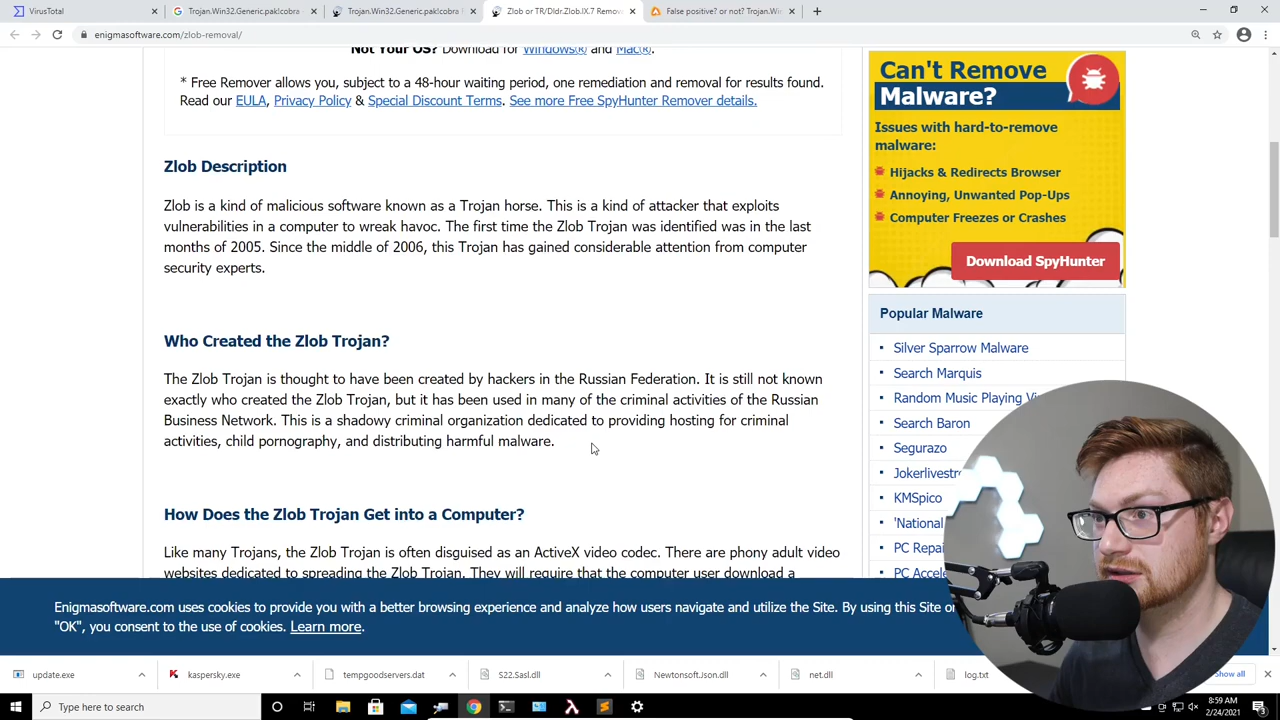 VirusTotal
Trojan.Win32.Generic.pak!cobra
Trojan.Win32.Generic.pak!cobra
Zlob or TR/Dldr.Zlob.IX.7 Remov
False positive? or not? Trojan.Win
enigmasoftware.com/zlob-removal/
Not Your OS? Download for Windows® and Mac®.
* Free Remover allows you, subject to a 48-hour waiting period, one remediation and removal for results found.
Read our EULA, Privacy Policy & Special Discount Terms. See more Free SpyHunter Remover details.
Zlob Description
Zlob is a kind of malicious software known as a Trojan horse. This is a kind of attacker that exploits
vulnerabilities in a computer to wreak havoc. The first time the Zlob Trojan was identified was in the last
months of 2005. Since the middle of 2006, this Trojan has gained considerable attention from computer
security experts.
Who Created the Zlob Trojan?
The Zlob Trojan is thought to have been created by hackers in the Russian Federation. It is still not known
exactly who created the Zlob Trojan, but it has been used in many of the criminal activities of the Russian
Business Network. This is a shadowy criminal organization dedicated to providing hosting for criminal
activities, child pornography, and distributing harmful malware.
How Does the Zlob Trojan Get into a Computer?
Like many Trojans, the Zlob Trojan is often disguised as an ActiveX video codec. There are phony adult video
websites dedicated to spreading the Zlob Trojan. They will require that the computer user download a
Can't Remove
Malware?
Issues with hard-to-remove
malware:
Hijacks & Redirects Browser
Annoying, Unwanted Pop-Ups
Computer Freezes or Crashes
Download SpyHunter
Popular Malware
Silver Sparrow Malware
Search Marquis
Random Music Playing Vi
Search Baron
Segurazo
Jokerlivestr
KMSpico
'National
PC Repai
PC Accele
Enigmasoftware.com uses cookies to provide you with a better browsing experience and analyze how users navigate and utilize the Site. By using this Site o
"OK", you consent to the use of cookies. Learn more.
update.exe
kaspersky.exe
tempgoodservers.dat
S22.Sasl.dll
Newtonsoft.Json.dll
net.dll
log.txt
Show all
Type here to search
8:59 AM
2/24/2021